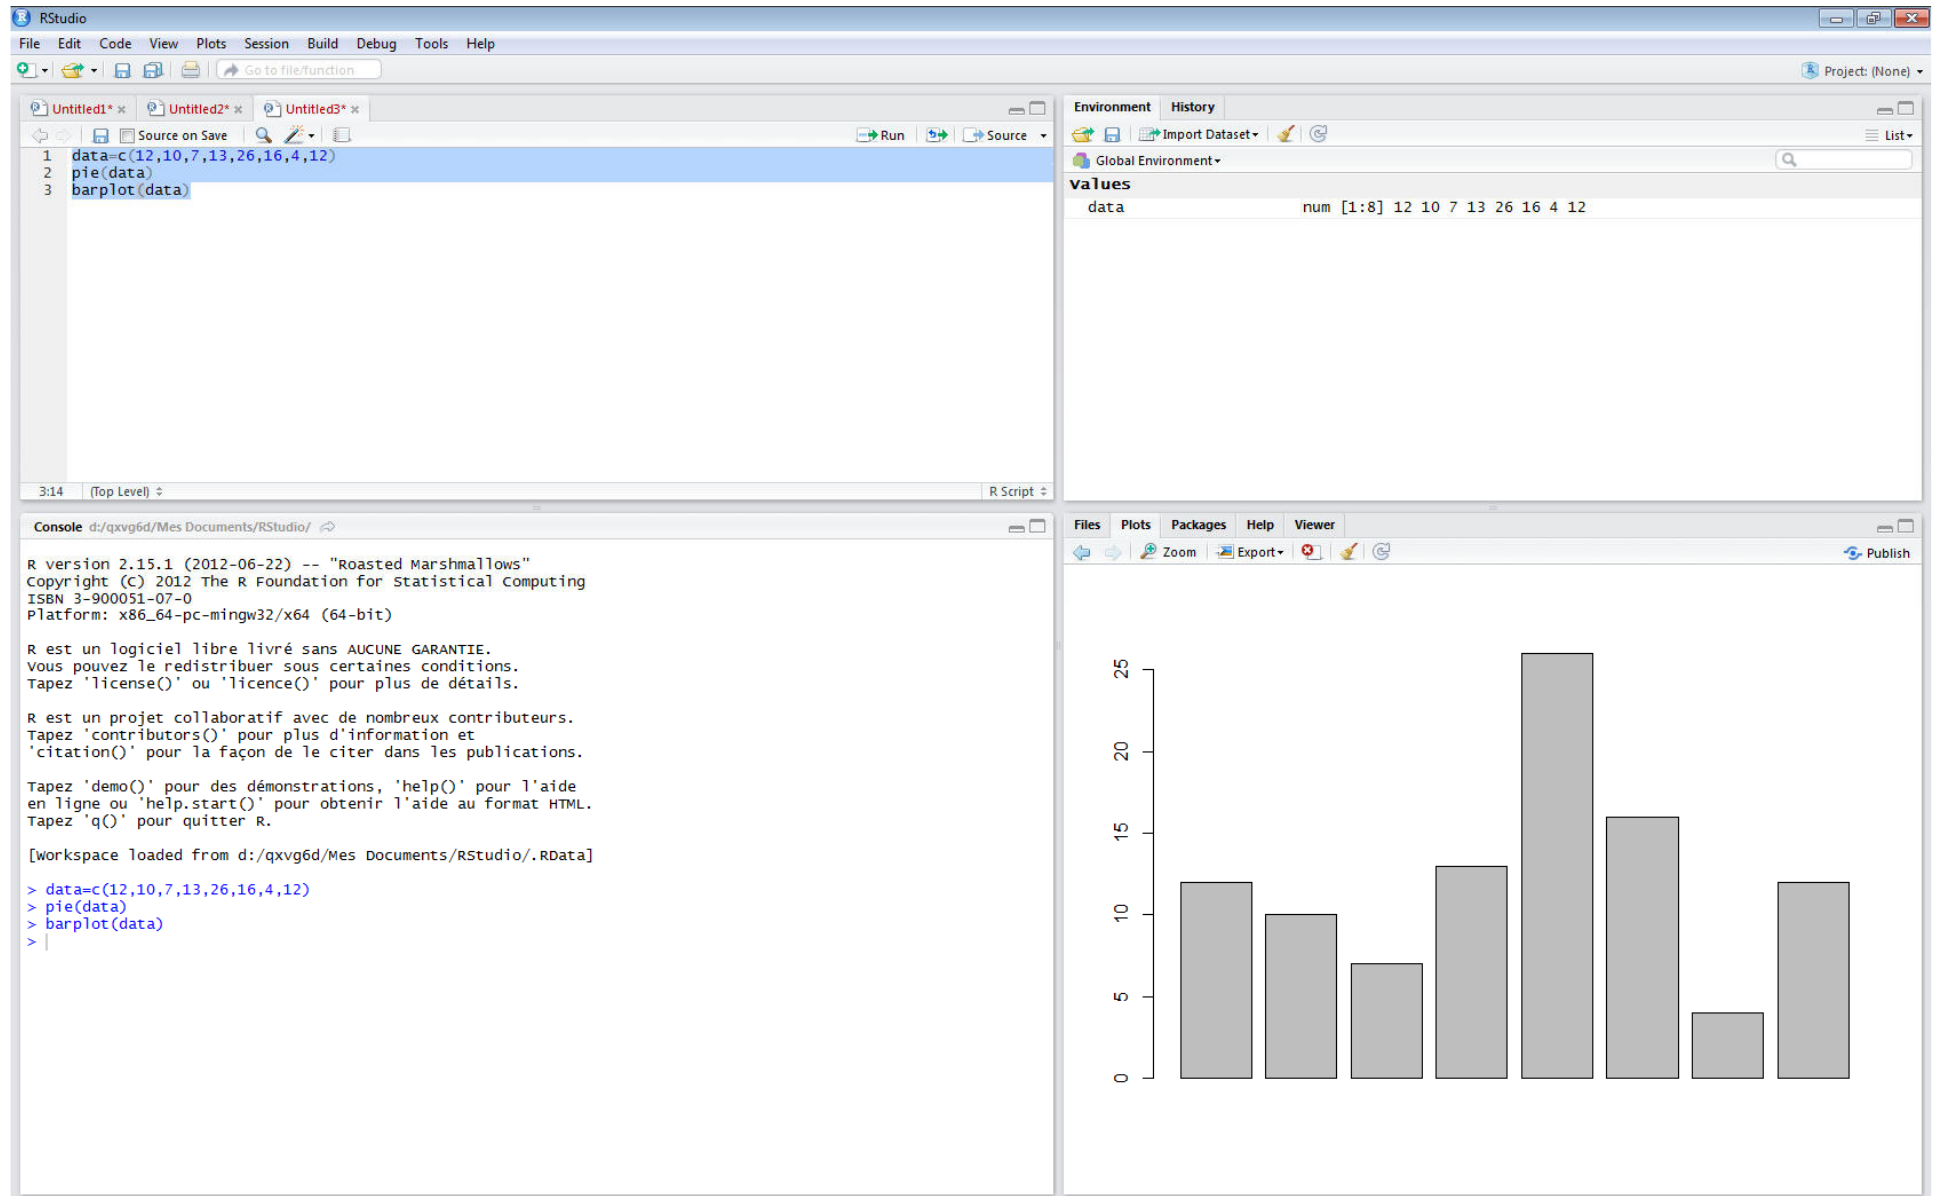 RStudio
File Edit Code View Plots Session Build Debug Tools Help
Go to file/function
Project: (None)
Untitled1* Untitled2* Untitled3*
Source on Save Run Source
1 data=c(12,10,7,13,26,16,4,12)
2 pie(data)
3 barplot(data)
3:14 (Top Level) R Script
Environment History
Import Dataset List
Global Environment
Values
data num [1:8] 12 10 7 13 26 16 4 12
Console d:/qxvg6d/Mes Documents/RStudio/
R version 2.15.1 (2012-06-22) -- "Roasted Marshmallows"
Copyright (C) 2012 The R Foundation for Statistical Computing
ISBN 3-900051-07-0
Platform: x86_64-pc-mingw32/x64 (64-bit)
R est un logiciel libre livré sans AUCUNE GARANTIE.
Vous pouvez le redistribuer sous certaines conditions.
Tapez 'license()' ou 'licence()' pour plus de détails.
R est un projet collaboratif avec de nombreux contributeurs.
Tapez 'contributors()' pour plus d'information et
'citation()' pour la façon de le citer dans les publications.
Tapez 'demo()' pour des démonstrations, 'help()' pour l'aide
en ligne ou 'help.start()' pour obtenir l'aide au format HTML.
Tapez 'q()' pour quitter R.
[Workspace loaded from d:/qxvg6d/Mes Documents/RStudio/.RData]
> data=c(12,10,7,13,26,16,4,12)
> pie(data)
> barplot(data)
>
Files Plots Packages Help Viewer
Zoom Export Publish
25
20
15
10
5
0